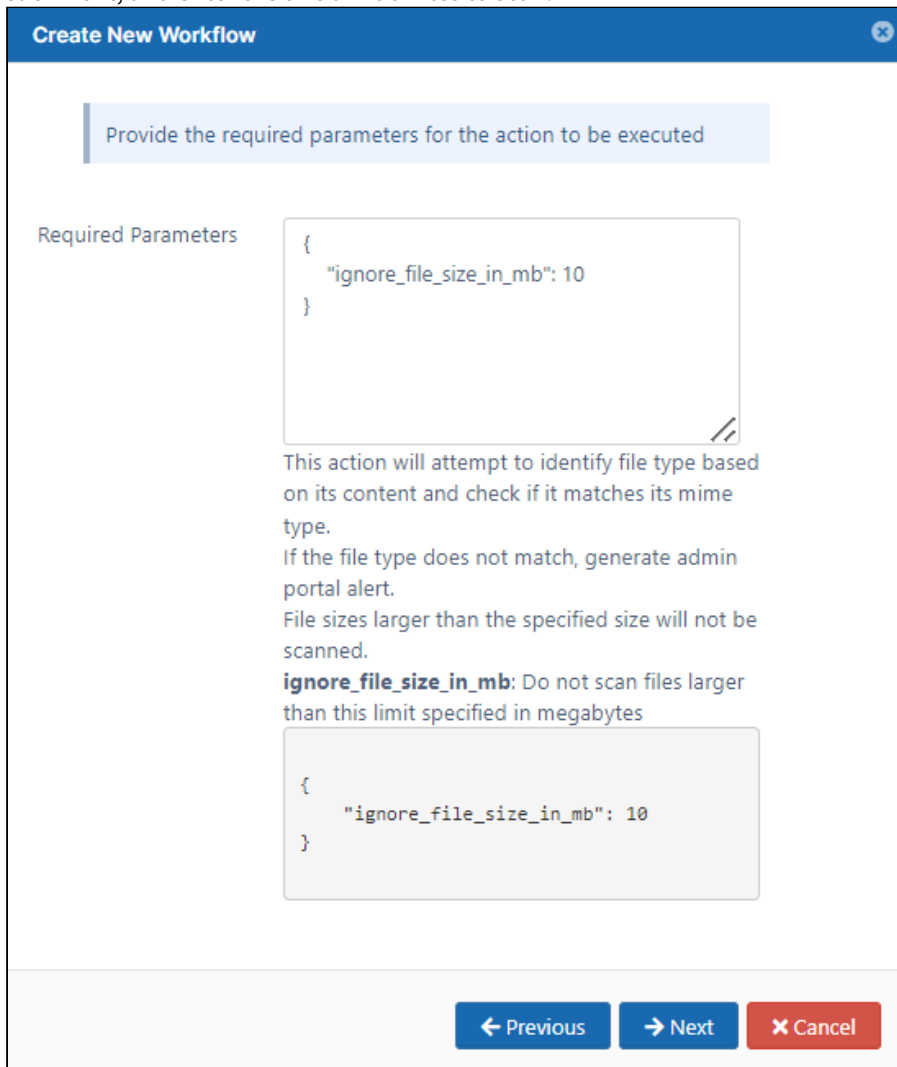 Create New Workflow
Provide the required parameters for the action to be executed
Required Parameters
{
"ignore_file_size_in_mb": 10
}
This action will attempt to identify file type based
on its content and check if it matches its mime
type.
If the file type does not match, generate admin
portal alert.
File sizes larger than the specified size will not be
scanned.
ignore_file_size_in_mb: Do not scan files larger
than this limit specified in megabytes
{
"ignore_file_size_in_mb": 10
}
Previous
Next
Cancel